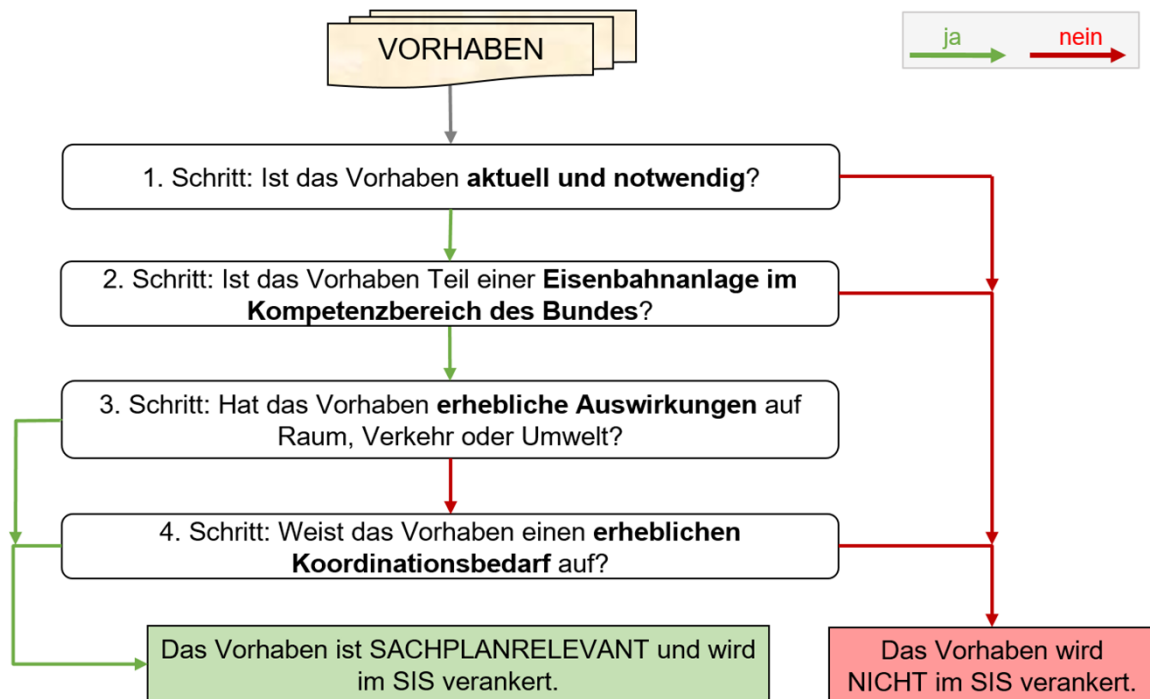 VORHABEN
ja
nein
1. Schritt: Ist das Vorhaben aktuell und notwendig?
2. Schritt: Ist das Vorhaben Teil einer Eisenbahnanlage im
Kompetenzbereich des Bundes?
3. Schritt: Hat das Vorhaben erhebliche Auswirkungen auf
Raum, Verkehr oder Umwelt?
4. Schritt: Weist das Vorhaben einen erheblichen
Koordinationsbedarf auf?
Das Vorhaben ist SACHPLANRELEVANT und wird
im SIS verankert.
Das Vorhaben wird
NICHT im SIS verankert.